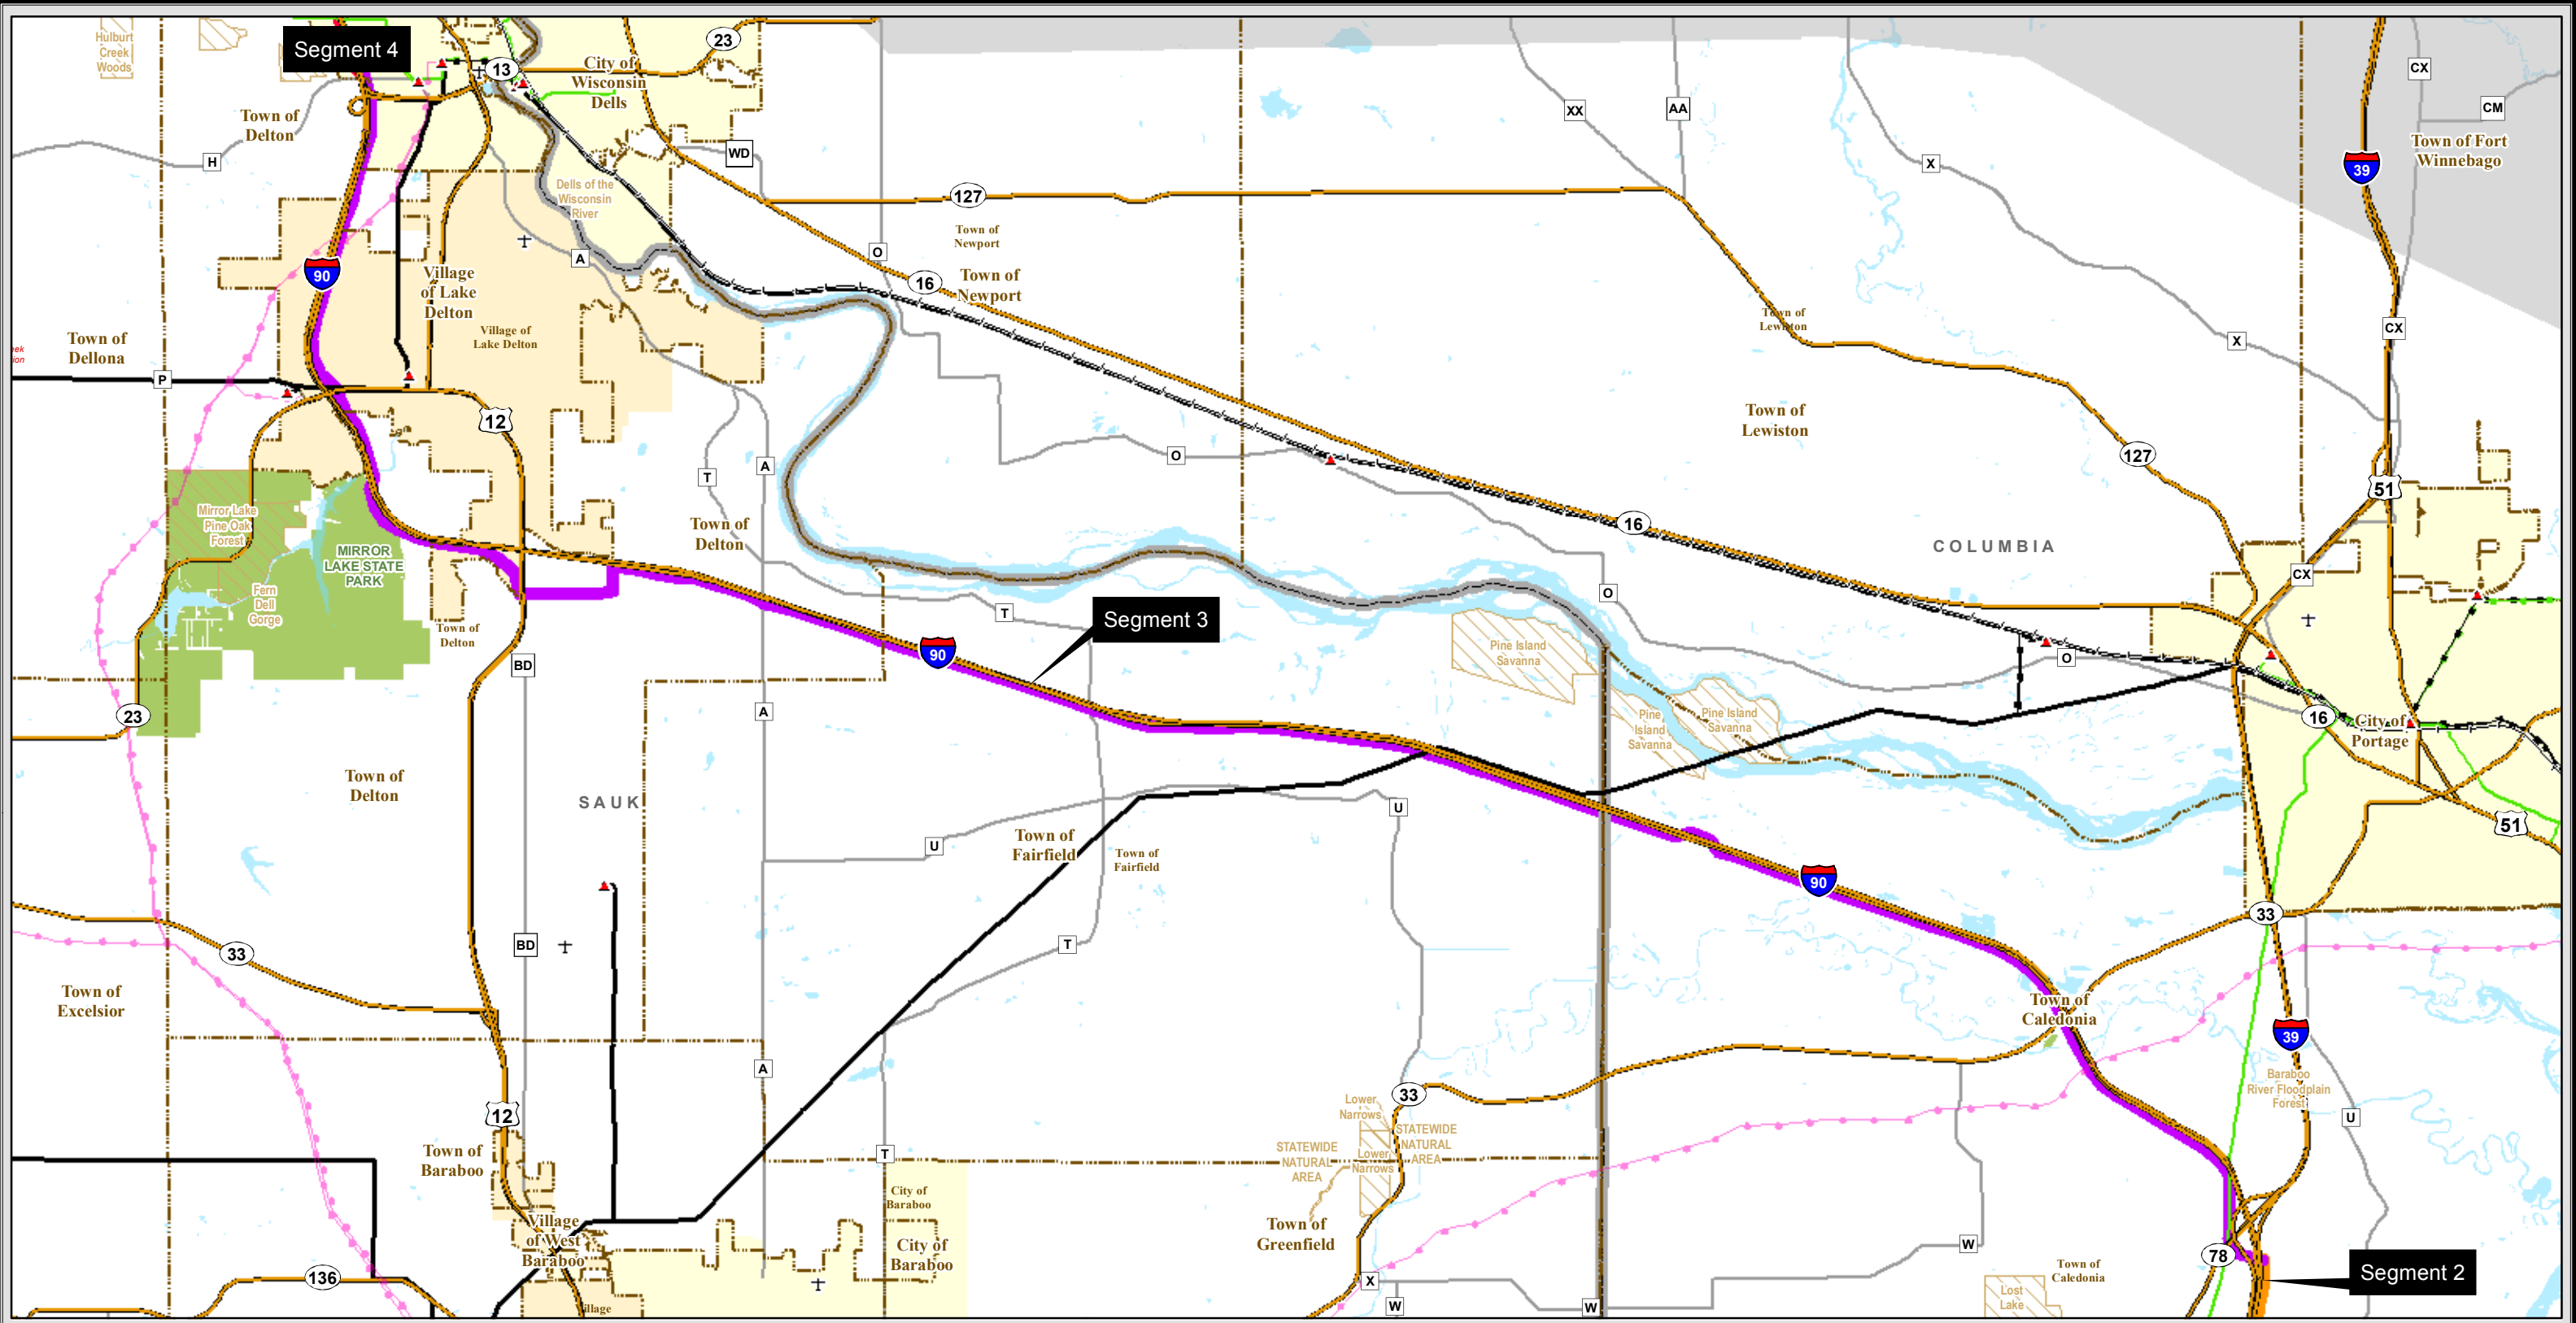 Hulburt
Creek
Woods
Segment 4
13
23
City of
Wisconsin
Dells
XX
AA
CX
CM
Town of
Delton
H
WD
X
39
Town of Fort
Winnebago
Dells of the
Wisconsin
River
127
Town of
Newport
O
A
90
Village
of Lake
Delton
16
Town of
Newport
Village of
Lake Delton
Town of
Lewiston
CX
X
Town of
Dellona
P
12
Town of
Lewiston
127
T
A
O
51
Mirror Lake
Pine Oak
Forest
MIRROR
LAKE STATE
PARK
Fern
Dell
Gorge
Town of
Delton
16
COLUMBIA
CX
O
T
Segment 3
Town of
Delton
90
Pine Island
Savanna
O
BD
23
A
Pine
Island
Savanna
Pine Island
Savanna
16
City of
Portage
Town of
Delton
SAUK
U
U
Town of
Fairfield
Town of
Fairfield
51
90
33
33
BD
T
Town of
Excelsior
Town of
Caledonia
39
A
Baraboo
River Floodplain
Forest
33
Lower
Narrows
STATEWIDE
NATURAL
AREA
STATEWIDE
NATURAL
AREA
Lower
Narrows
U
12
Town of
Baraboo
T
City of
Baraboo
Village
of West
Baraboo
City of
Baraboo
Town of
Greenfield
W
78
136
X
W
W
Town of
Caledonia
Lost
Lake
Segment 2